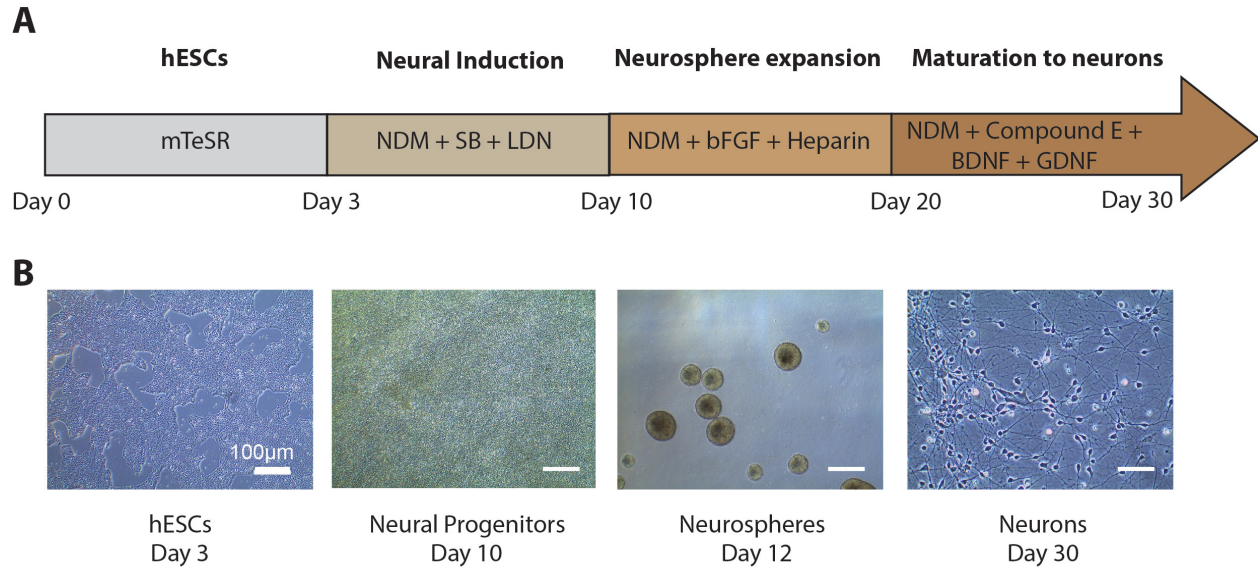 A
hESCs
Neural Induction
Neurosphere expansion
Maturation to neurons
mTeSR
NDM + SB + LDN
NDM + bFGF + Heparin
NDM + Compound E +
BDNF + GDNF
Day 0
Day 3
Day 10
Day 20
Day 30
B
100μm
hESCs
Day 3
Neural Progenitors
Day 10
Neurospheres
Day 12
Neurons
Day 30